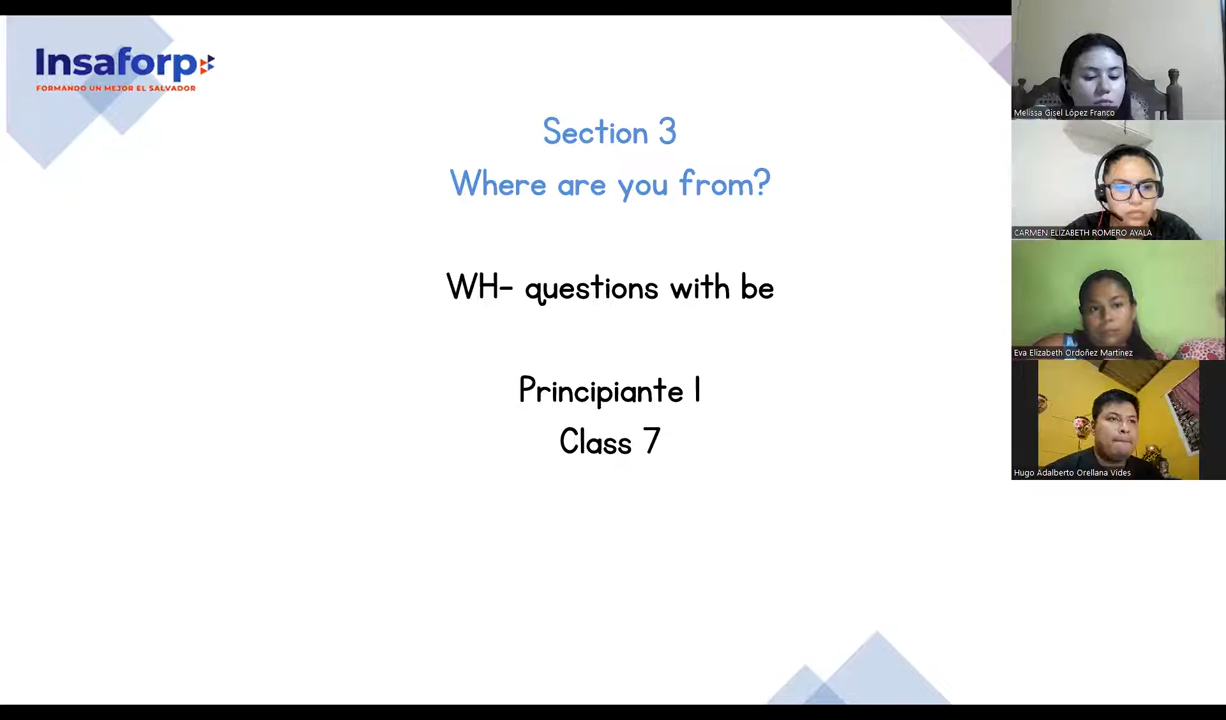 Insaforp
FORMANDO UN MEJOR EL SALVADOR
Section 3
Where are you from?
WH- questions with be
Principiante 1
Class 7
Melissa Gisel López Franco
CARMEN ELIZABETH ROMERO AYALA
Eva Elizabeth Ordoñez Martinez
Hugo Adalberto Orellana Vides